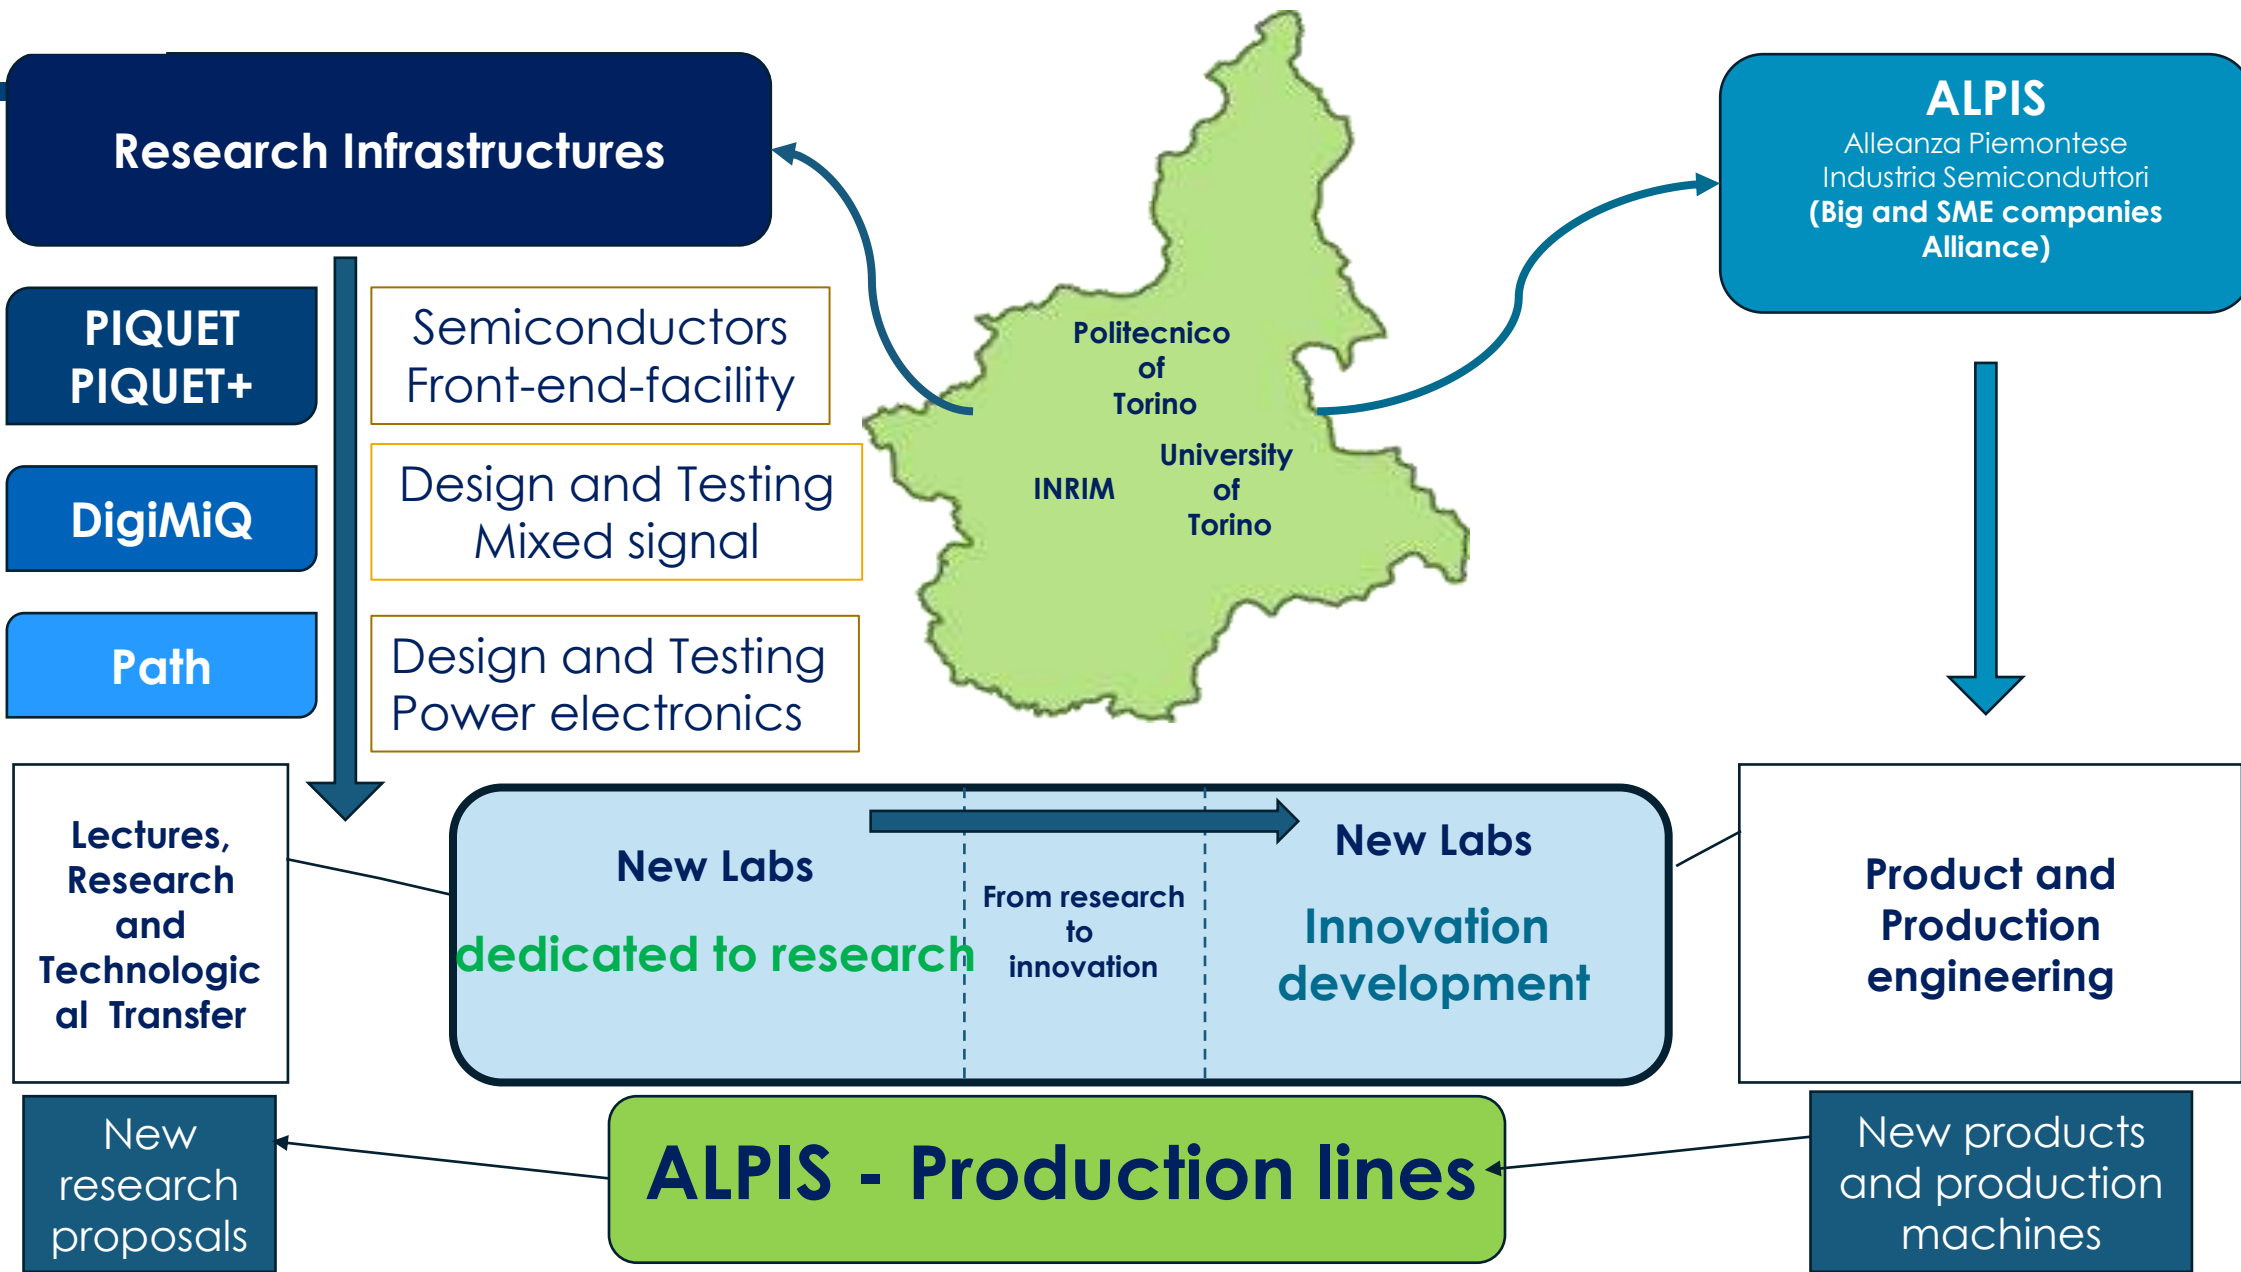 Research Infrastructures
ALPIS
Alleanza Piemontese
Industria Semiconduttori
(Big and SME companies
Alliance)
PIQUET
PIQUET+
Semiconductors
Front-end-facility
DigiMiQ
Design and Testing
Mixed signal
Path
Design and Testing
Power electronics
Politecnico
of
Torino
INRIM
University
of
Torino
Lectures,
Research
and
Technologic
al Transfer
New Labs
dedicated to research
From research
to
innovation
New Labs
Innovation
development
Product and
Production
engineering
New
research
proposals
ALPIS - Production lines
New products
and production
machines